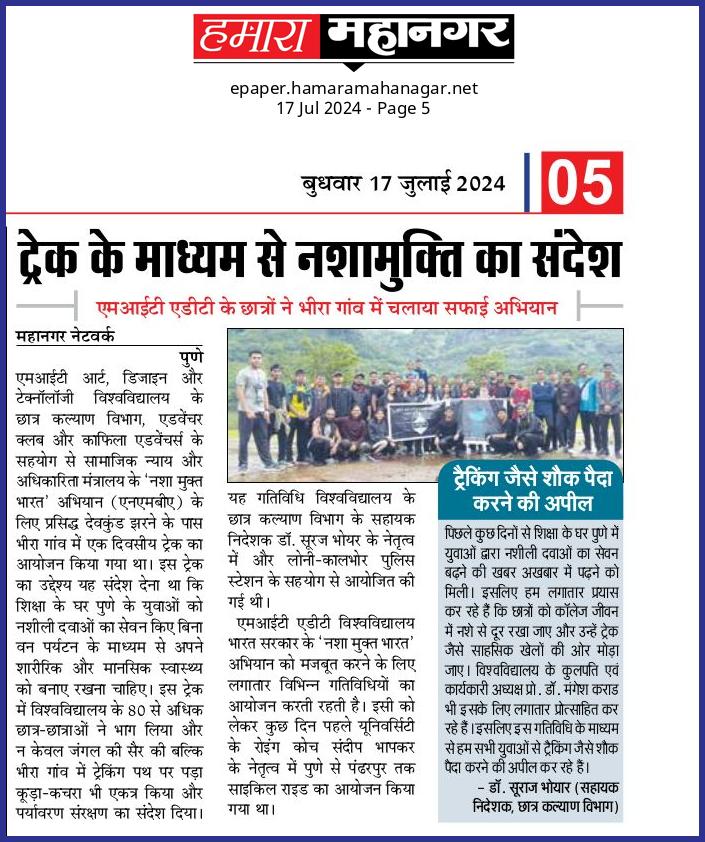 हमारा महानगर
epaper.hamaramahanagar.net
17 Jul 2024 - Page 5
बुधवार 17 जुलाई 2024
05
ट्रेक के माध्यम से नशामुक्ति का संदेश
एमआईटी एडीटी के छात्रों ने भीरा गांव में चलाया सफाई अभियान
महानगर नेटवर्क
पुणे
एमआईटी आर्ट, डिजाइन और
टेक्नॉलॉजी विश्वविद्यालय के
छात्र कल्याण विभाग, एडवेंचर
क्लब और काफिला एडवेंचर्स के
सहयोग से सामाजिक न्याय और
अधिकारिता मंत्रालय के ‘नशा मुक्त
भारत’ अभियान (एनएमबीए) के
लिए प्रसिद्ध देवकुंड झरने के पास
भीरा गांव में एक दिवसीय ट्रेक का
आयोजन किया गया था। इस ट्रेक
का उद्देश्य यह संदेश देना था कि
शिक्षा के घर पुणे के युवाओं को
नशीली दवाओं का सेवन किए बिना
वन पर्यटन के माध्यम से अपने
शारीरिक और मानसिक स्वास्थ्य
को बनाए रखना चाहिए। इस ट्रेक
में विश्वविद्यालय के 80 से अधिक
छात्र-छात्राओं ने भाग लिया और
न केवल जंगल की सैर की बल्कि
भीरा गांव में ट्रेकिंग पथ पर पड़ा
कूड़ा-कचरा भी एकत्र किया और
पर्यावरण संरक्षण का संदेश दिया।
यह गतिविधि विश्वविद्यालय के
छात्र कल्याण विभाग के सहायक
निदेशक डॉ. सूरज भोयर के नेतृत्व
में और लोनी-कालभोर पुलिस
स्टेशन के सहयोग से आयोजित की
गई थी।
एमआईटी एडीटी विश्वविद्यालय
भारत सरकार के ‘नशा मुक्त भारत’
अभियान को मजबूत करने के लिए
लगातार विभिन्न गतिविधियों का
आयोजन करती रहती है। इसी को
लेकर कुछ दिन पहले यूनिवर्सिटी
के रोइंग कोच संदीप भापकर
के नेतृत्व में पुणे से पंढरपुर तक
साइकिल राइड का आयोजन किया
गया था।
ट्रैकिंग जैसे शौक पैदा
करने की अपील
पिछले कुछ दिनों से शिक्षा के घर पुणे में
युवाओं द्वारा नशीली दवाओं का सेवन
बढ़ने की खबर अखबार में पढ़ने को
मिली। इसलिए हम लगातार प्रयास
कर रहे हैं कि छात्रों को कॉलेज जीवन
में नशे से दूर रखा जाए और उन्हें ट्रेक
जैसे साहसिक खेलों की ओर मोड़ा
जाए। विश्वविद्यालय के कुलपति एवं
कार्यकारी अध्यक्ष प्रो. डॉ. मंगेश कराड
भी इसके लिए लगातार प्रोत्साहित कर
रहे हैं। इसलिए इस गतिविधि के माध्यम
से हम सभी युवाओं से ट्रैकिंग जैसे शौक
पैदा करने की अपील कर रहे हैं।
– डॉ. सूराज भोयार (सहायक
निदेशक, छात्र कल्याण विभाग)